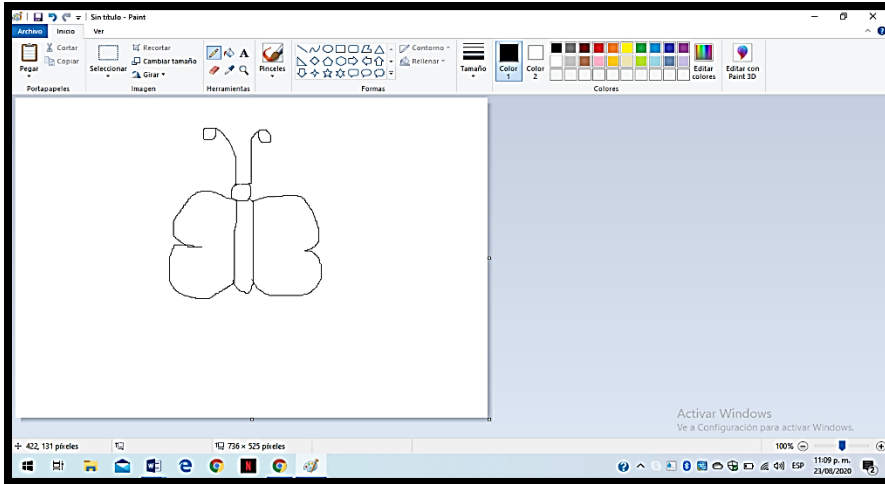 Sin título - Paint
Archivo Inicio Ver
Pegar
Cortar
Copiar
Portapapeles
Seleccionar
Recortar
Cambiar tamaño
Girar
Imagen
A
Herramientas
Pinceles
Contorno
Rellenar
Formas
Tamaño
Color 1
Color 2
Editar colores
Colores
Editar con Paint 3D
Activar Windows
Ve a Configuración para activar Windows.
422, 131 píxeles
736 × 525 píxeles
100%
ESP
11:09 p. m.
23/08/2020